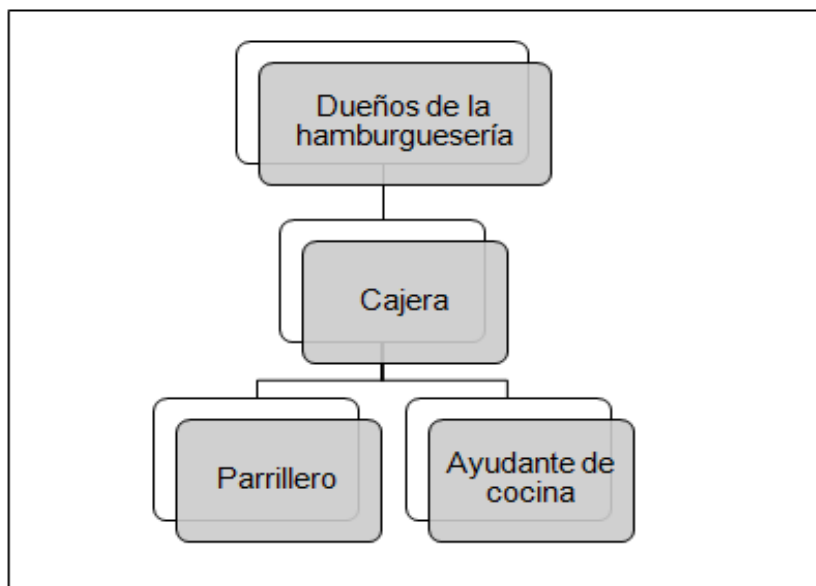 Dueños de la
hamburguesería
Cajera
Parrillero
Ayudante de
cocina